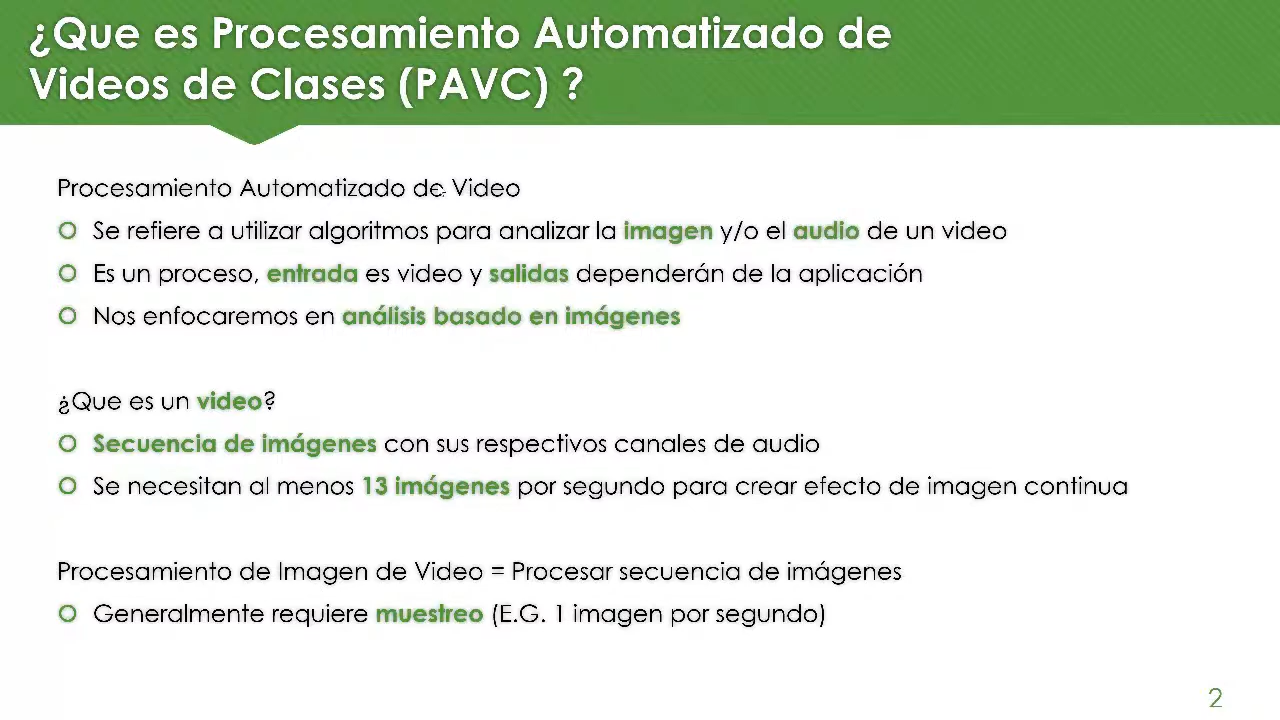 ¿Que es Procesamiento Automatizado de
Videos de Clases (PAVC) ?
Procesamiento Automatizado de Video
Se refiere a utilizar algoritmos para analizar la imagen y/o el audio de un video
Es un proceso, entrada es video y salidas dependerán de la aplicación
Nos enfocaremos en análisis basado en imágenes
¿Que es un video?
Secuencia de imágenes con sus respectivos canales de audio
Se necesitan al menos 13 imágenes por segundo para crear efecto de imagen continua
Procesamiento de Imagen de Video = Procesar secuencia de imágenes
Generalmente requiere muestreo (E.G. 1 imagen por segundo)
2